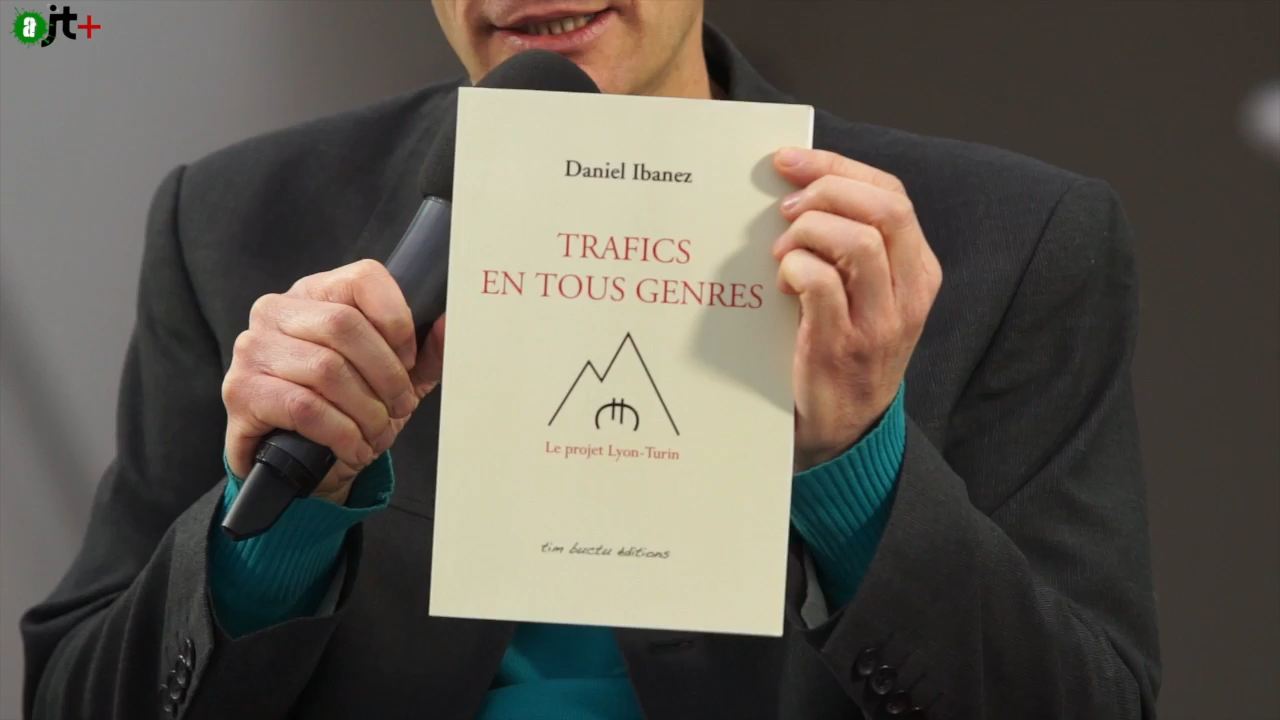 ajt+
Daniel Ibanez
TRAFICS
EN TOUS GENRES
Le projet Lyon-Turin
tim buctu éditions